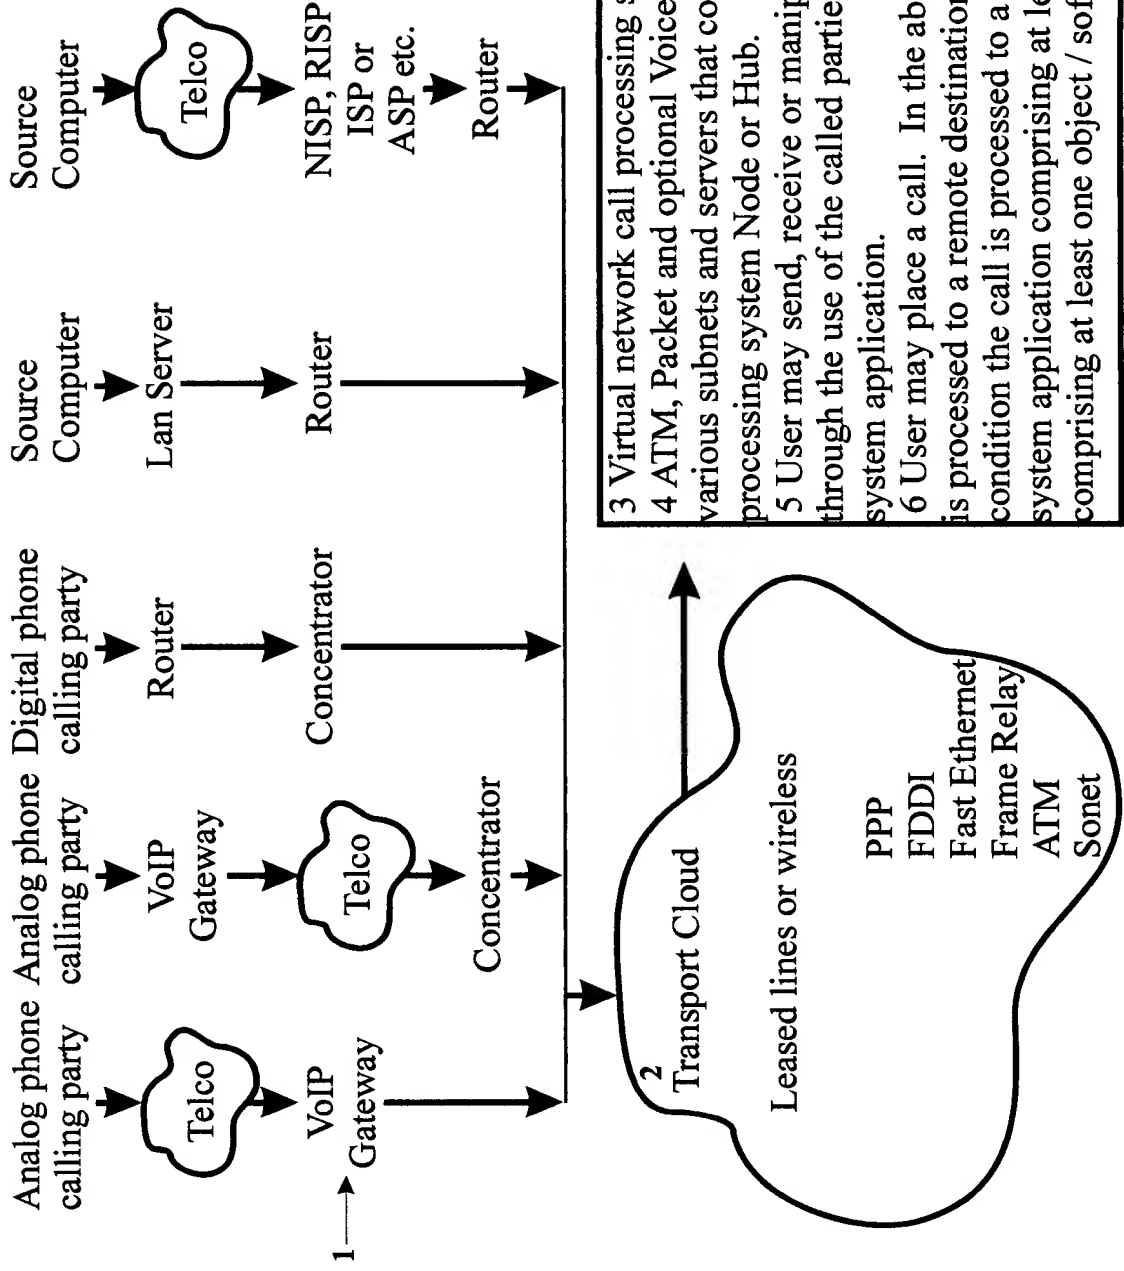 Analog phone
calling party
Telco
VoIP
Gateway
1
Analog phone
calling party
VoIP
Gateway
Telco
Concentrator
Digital phone
calling party
Router
Concentrator
Source
Computer
Lan Server
Router
Source
Computer
Telco
NISP, RISP
ISP or
ASP etc.
Router
2
Transport Cloud
Leased lines or wireless
PPP
FDDI
Fast Ethernet
Frame Relay
ATM
Sonet
3 Virtual network call processing s
4 ATM, Packet and optional Voice
various subnets and servers that co
processing system Node or Hub.
5 User may send, receive or manip
through the use of the called partie
system application.
6 User may place a call. In the ab
is processed to a remote destination
condition the call is processed to a
system application comprising at le
comprising at least one object / sof